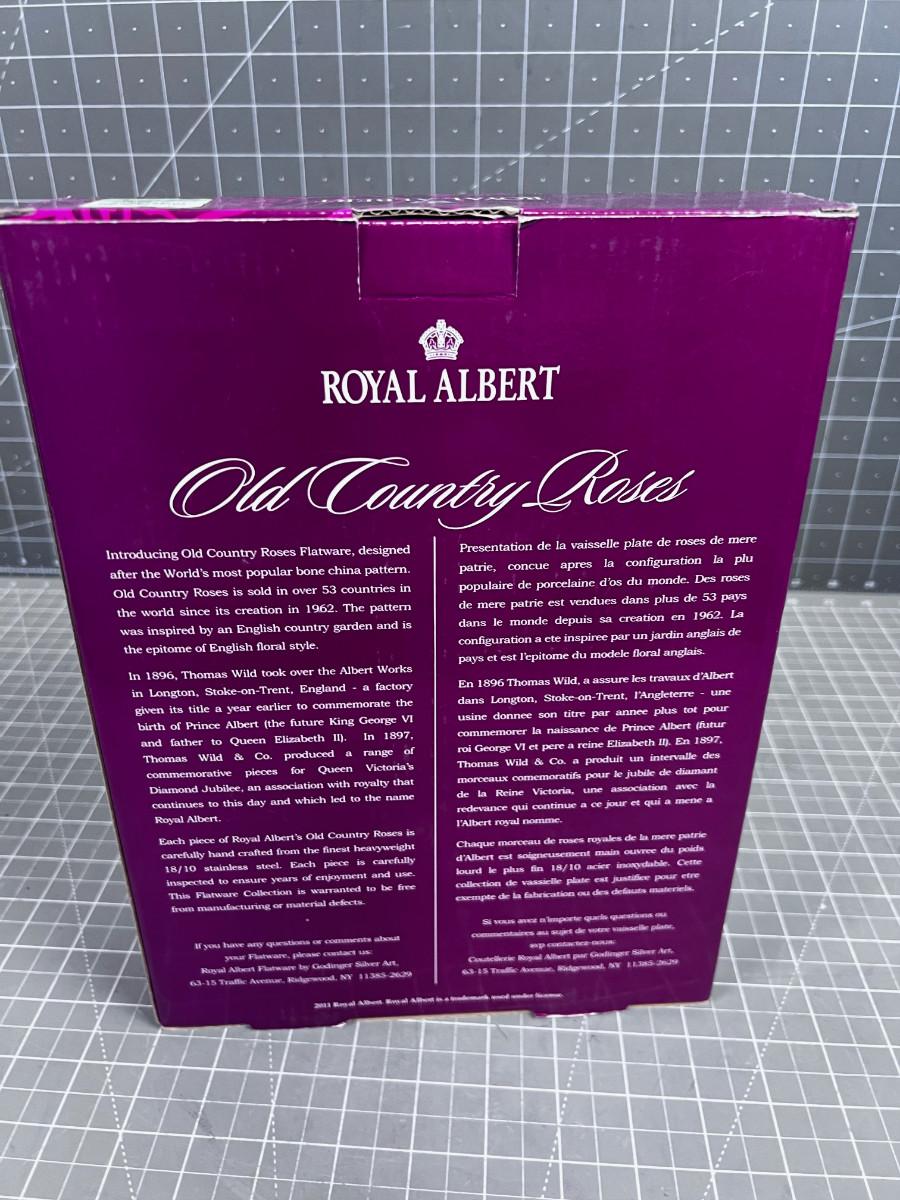 ROYAL ALBERT
Old Country Roses
Introducing Old Country Roses Flatware, designed
after the World's most popular bone china pattern.
Old Country Roses is sold in over 53 countries in
the world since its creation in 1962. The pattern
was inspired by an English country garden and is
the epitome of English floral style.
In 1896, Thomas Wild took over the Albert Works
in Longton, Stoke-on-Trent, England - a factory
given its title a year earlier to commemorate the
birth of Prince Albert (the future King George VI
and father to Queen Elizabeth II). In 1897,
Thomas Wild & Co. produced a range of
commemorative pieces for Queen Victoria's
Diamond Jubilee, an association with royalty that
continues to this day and which led to the name
Royal Albert.
Each piece of Royal Albert's Old Country Roses is
carefully hand crafted from the finest heavyweight
18/10 stainless steel. Each piece is carefully
inspected to ensure years of enjoyment and use.
This Flatware Collection is warranted to be free
from manufacturing or material defects.
If you have any questions or comments about
your Flatware, please contact us:
Royal Albert Flatware by Godinger Silver Art,
63-15 Traffic Avenue, Ridgewood, NY 11385-2629
Presentation de la vaisselle plate de roses de mere
patrie, concue apres la configuration la plu
populaire de porcelaine d'os du monde. Des roses
de mere patrie est vendues dans plus de 53 pays
dans le monde depuis sa creation en 1962. La
configuration a ete inspiree par un jardin anglais de
pays et est l'epitome du modele floral anglais.
En 1896 Thomas Wild, a assure les travaux d'Albert
dans Longton, Stoke-on-Trent, l'Angleterre - une
usine donnee son titre par annee plus tot pour
commemorer la naissance de Prince Albert (futur
roi George VI et pere a reine Elizabeth II). En 1897,
Thomas Wild & Co. a produit un intervalle des
morceaux comemoratifs pour le jubile de diamant
de la Reine Victoria, une association avec la
redevance qui continue a ce jour et qui a mene a
l'Albert royal nomme.
Chaque morceau de roses royales de la mere patrie
d'Albert est soigneusement main ouvree du poids
lourd le plus fin 18/10 acier inoxydable. Cette
collection de vassielle plate est justifiee pour etre
exempte de la fabrication ou des defauts materiels.
Si vous avez n'importe quels questions ou
commentaires au sujet de votre vaisselle plate,
svp contactez-nous:
Coutellerie Royal Albert par Godinger Silver Art,
63-15 Traffic Avenue, Ridgewood, NY 11385-2629
2011 Royal Albert. Royal Albert is a trademark used under license.